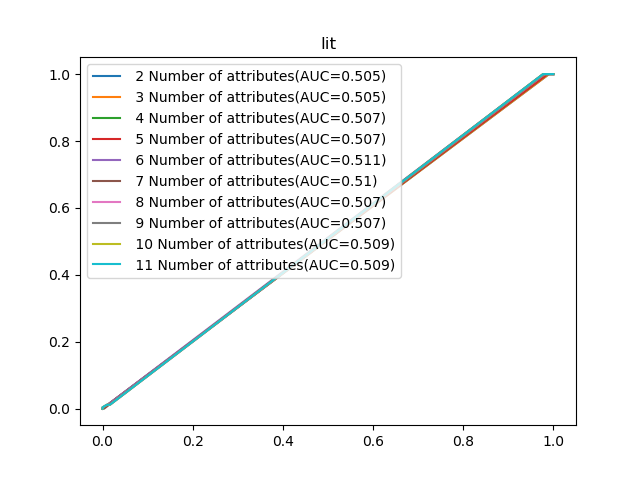 lit
2 Number of attributes(AUC=0.505)
3 Number of attributes(AUC=0.505)
4 Number of attributes(AUC=0.507)
5 Number of attributes(AUC=0.507)
6 Number of attributes(AUC=0.511)
7 Number of attributes(AUC=0.51)
8 Number of attributes(AUC=0.507)
9 Number of attributes(AUC=0.507)
10 Number of attributes(AUC=0.509)
11 Number of attributes(AUC=0.509)
1.0
0.8
0.6
0.4
0.2
0.0
0.0 0.2 0.4 0.6 0.8 1.0